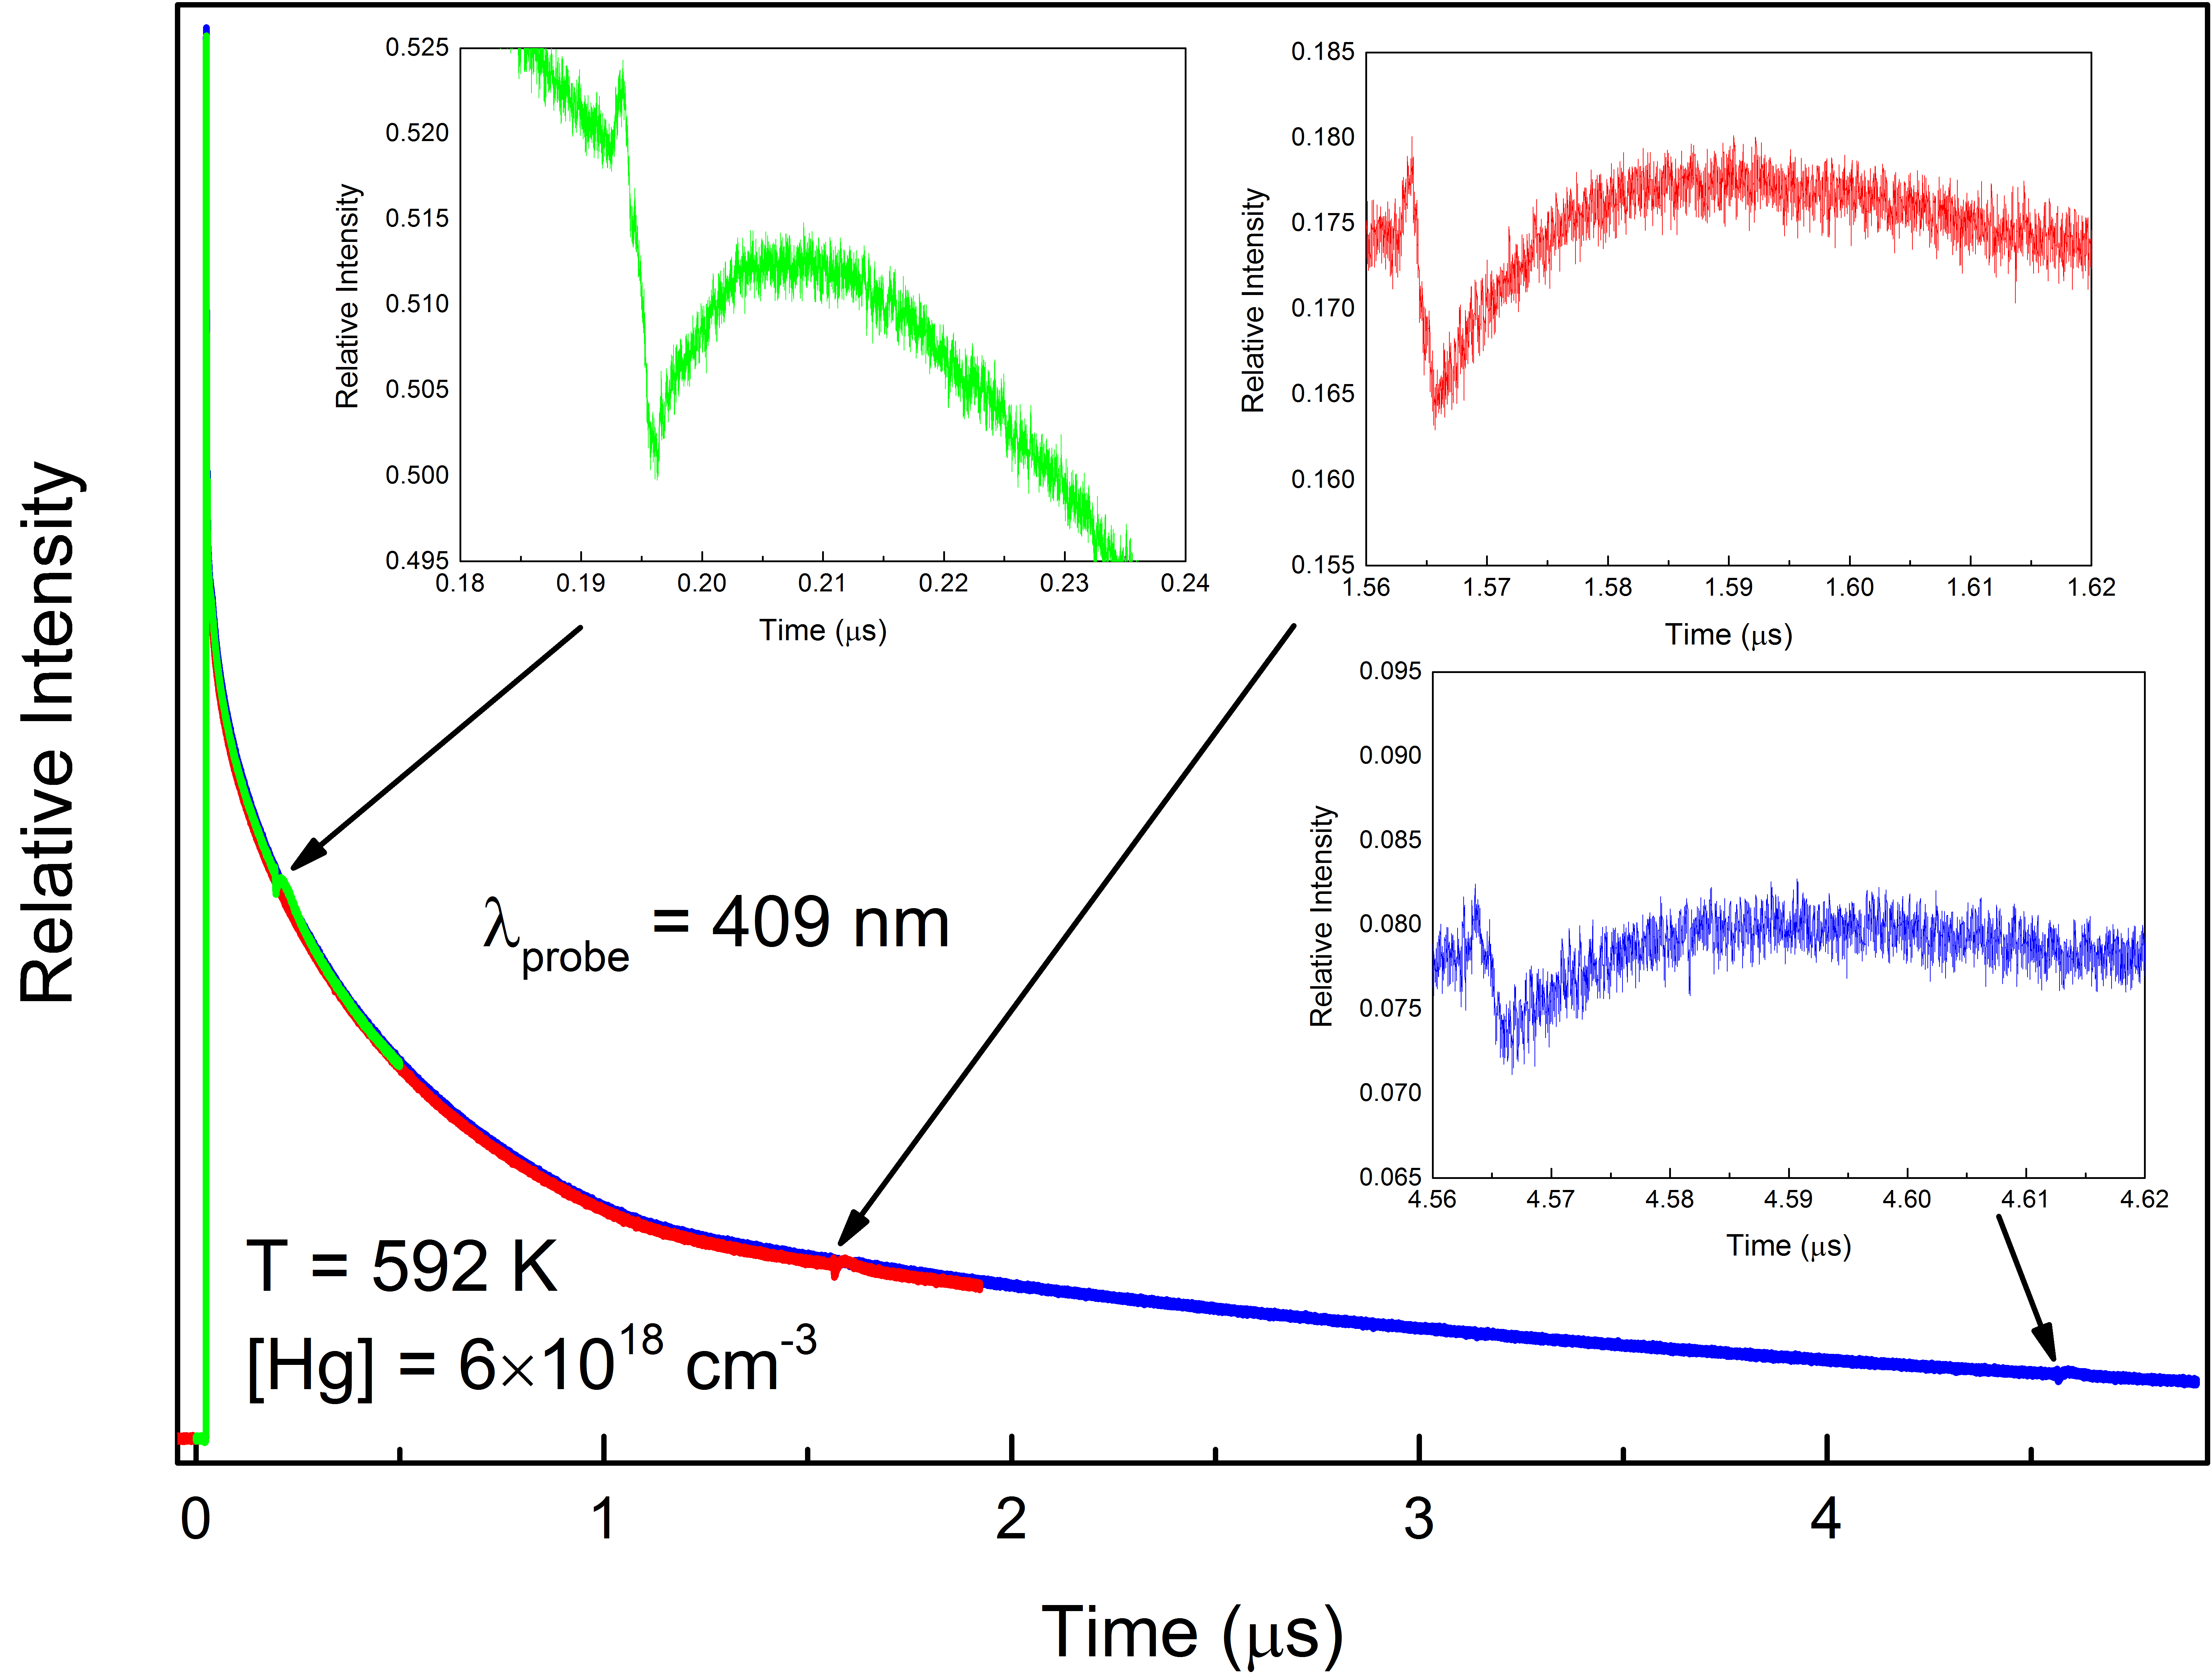 Relative Intensity
0.525
0.520
0.515
0.510
0.505
0.500
0.495
Relative Intensity
0.18 0.19 0.20 0.21 0.22 0.23 0.24
Time (μs)
0.185
0.180
0.175
0.170
0.165
0.160
0.155
Relative Intensity
1.56 1.57 1.58 1.59 1.60 1.61 1.62
Time (μs)
0.095
0.090
0.085
0.080
0.075
0.070
0.065
Relative Intensity
4.56 4.57 4.58 4.59 4.60 4.61 4.62
Time (μs)
λprobe = 409 nm
T = 592 K
[Hg] = 6×10^18 cm^-3
0 1 2 3 4
Time (μs)